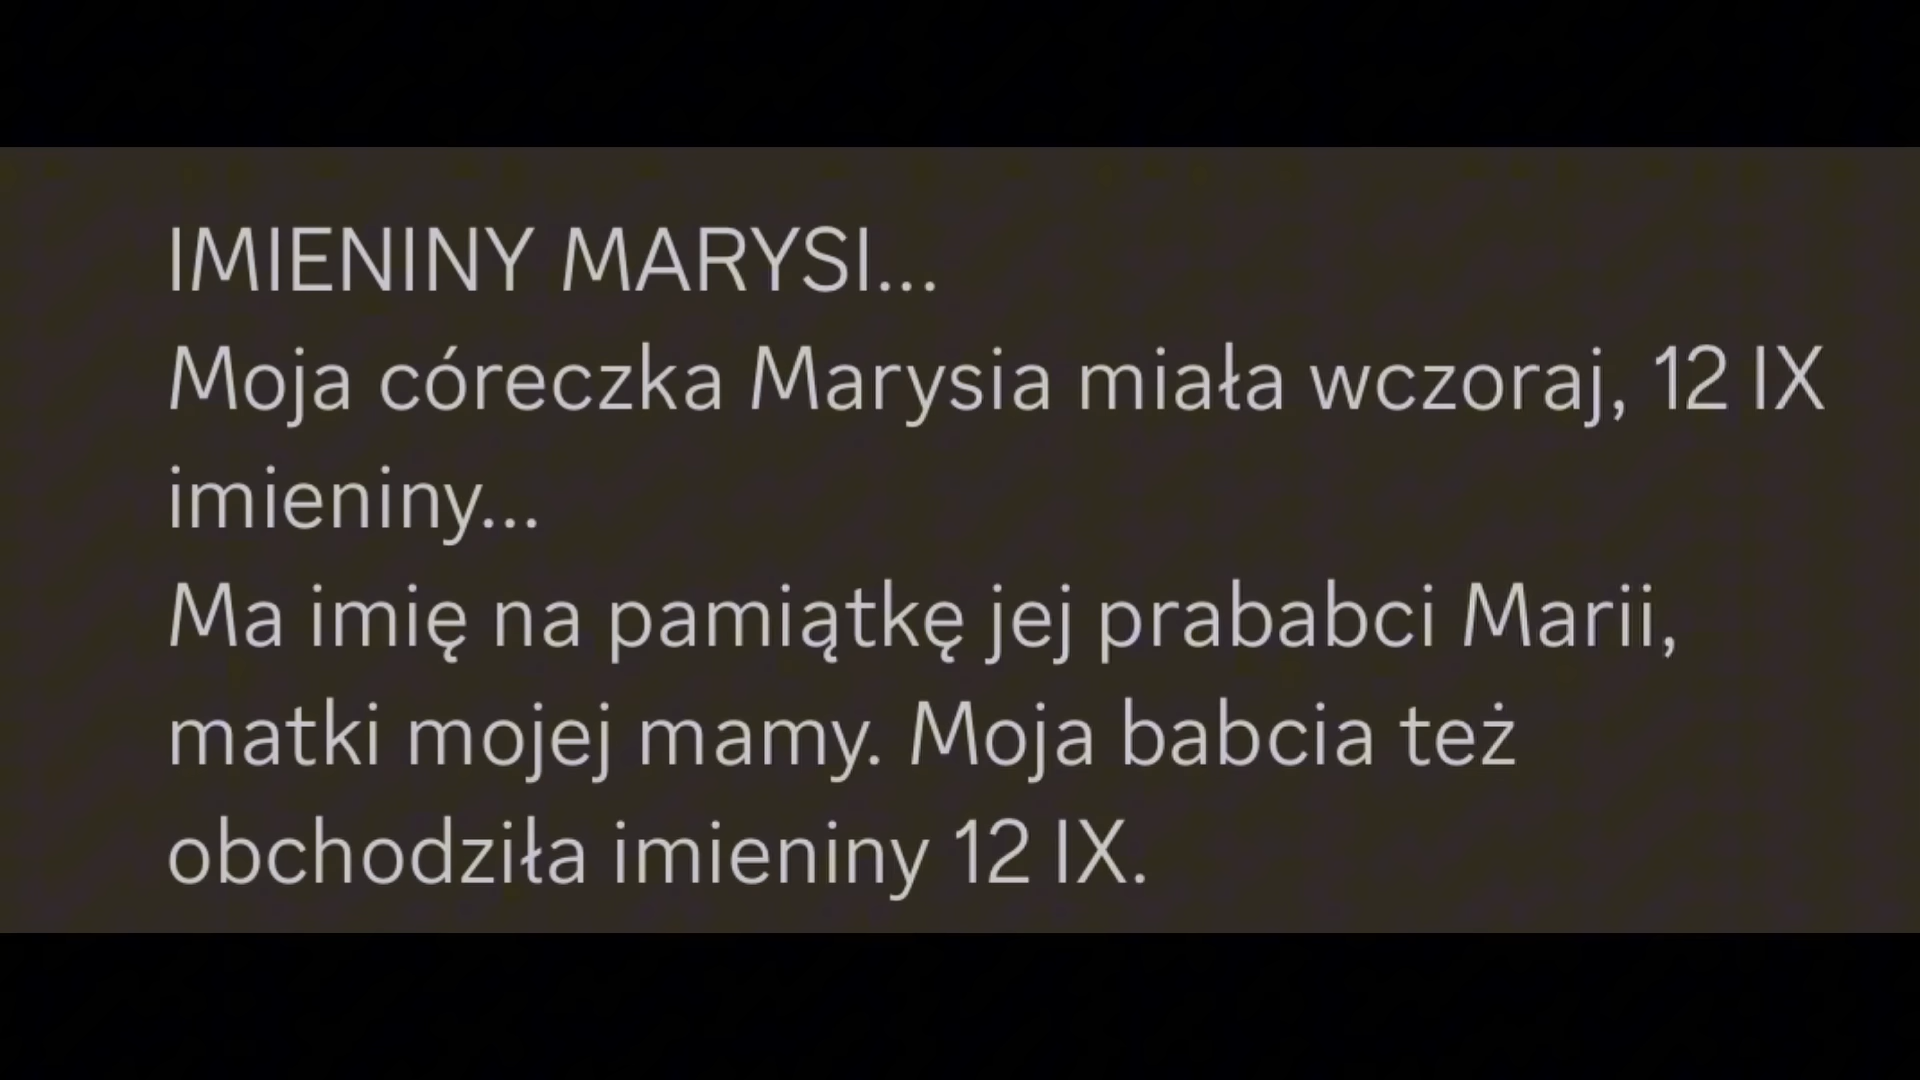 IMIENINY MARYSI...
Moja córeczka Marysia miała wczoraj, 12 IX
imieniny...
Ma imię na pamiątkę jej prababci Marii,
matki mojej mamy. Moja babcia też
obchodziła imieniny 12 IX.